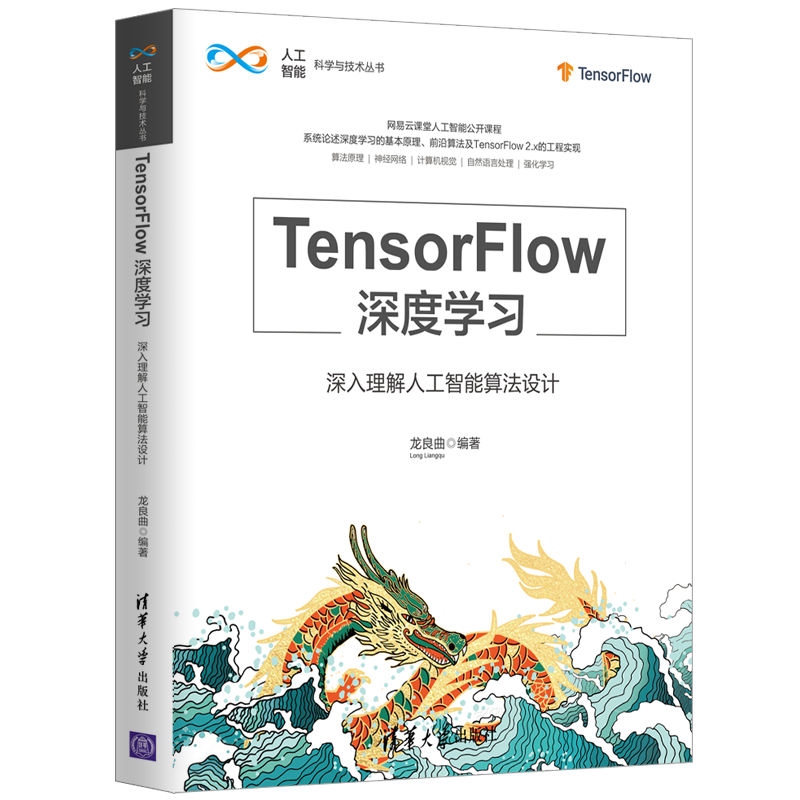 人工
智能
科学与技术丛书
TensorFlow
网易云课堂人工智能公开课程
系统论述深度学习的基本原理、前沿算法及TensorFlow 2.x的工程实现
算法原理 | 神经网络 | 计算机视觉 | 自然语言处理 | 强化学习
TensorFlow
深度学习
深入理解人工智能算法设计
龙良曲◎编著
Long Liangqu
清华大学出版社
人工
智能
科学与技术丛书
TensorFlow 深度学习
深入理解人工智能算法设计
龙良曲◎编著
清华大学出版社